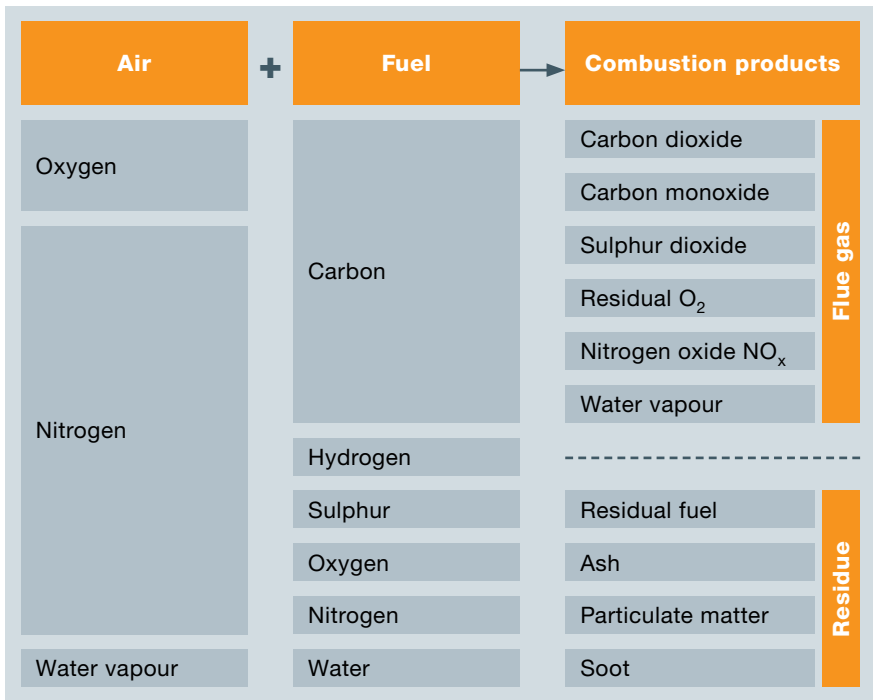 Air
+
Fuel
Combustion products
Oxygen
Nitrogen
Water vapour
Carbon
Hydrogen
Sulphur
Oxygen
Nitrogen
Water
Carbon dioxide
Carbon monoxide
Sulphur dioxide
Residual O₂
Nitrogen oxide NOₓ
Water vapour
Flue gas
Residual fuel
Ash
Particulate matter
Soot
Residue